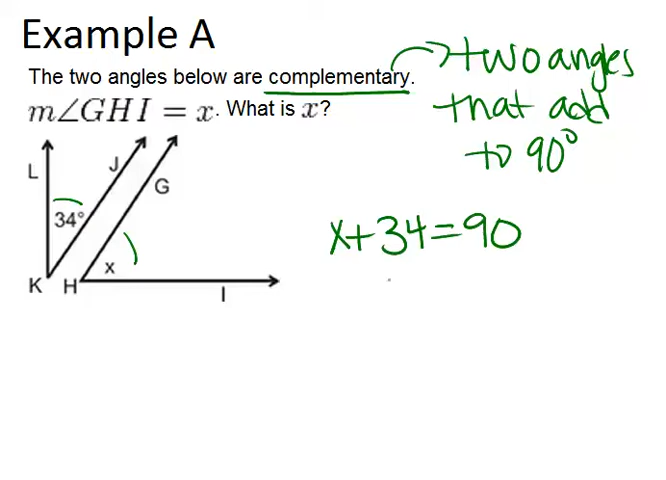 Example A
The two angles below are complementary.
m∠GHI = x. What is x?
two angles
that add
to 90°
L
J
G
34°
x
K
H
I
x+34=90